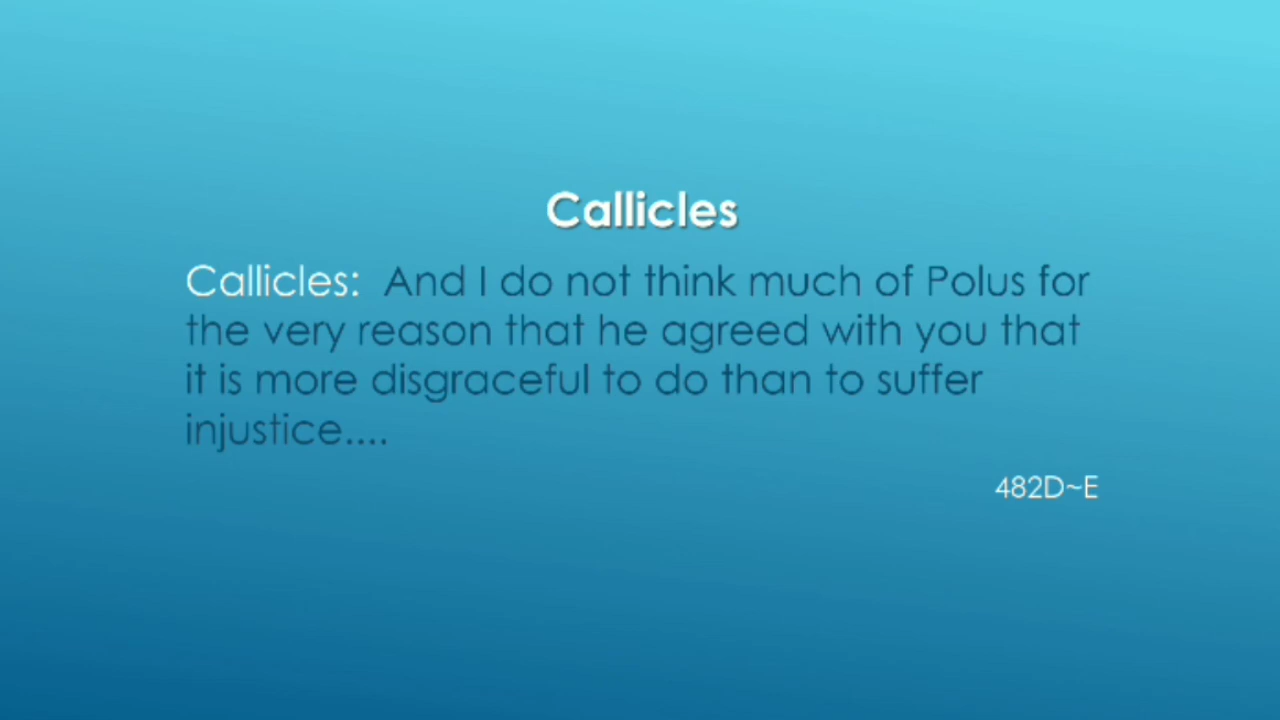 Callicles
Callicles: And I do not think much of Polus for
the very reason that he agreed with you that
it is more disgraceful to do than to suffer
injustice....
482D~E